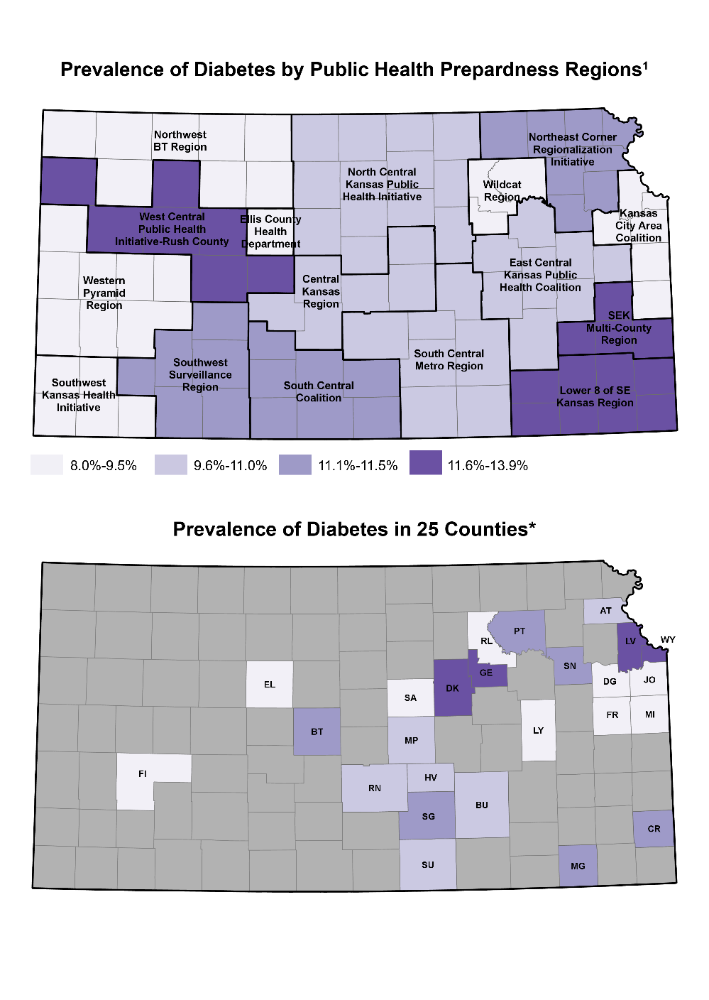 Prevalence of Diabetes by Public Health Prepardness Regions¹
Northwest
BT Region
Northeast Corner
Regionalization
Initiative
North Central
Kansas Public
Health Initiative
Wildcat
Region
West Central
Public Health
Initiative-Rush County
Ellis County
Health
Department
Kansas
City Area
Coalition
Western
Pyramid
Region
Central
Kansas
Region
East Central
Kansas Public
Health Coalition
SEK
Multi-County
Region
Southwest
Surveillance
Region
South Central
Metro Region
Southwest
Kansas Health
Initiative
South Central
Coalition
Lower 8 of SE
Kansas Region
8.0%-9.5%
9.6%-11.0%
11.1%-11.5%
11.6%-13.9%
Prevalence of Diabetes in 25 Counties*
AT
PT
RL
LV
WY
SN
GE
EL
DK
SA
DG
JO
FR
MI
BT
LY
MP
FI
HV
RN
BU
SG
CR
SU
MG